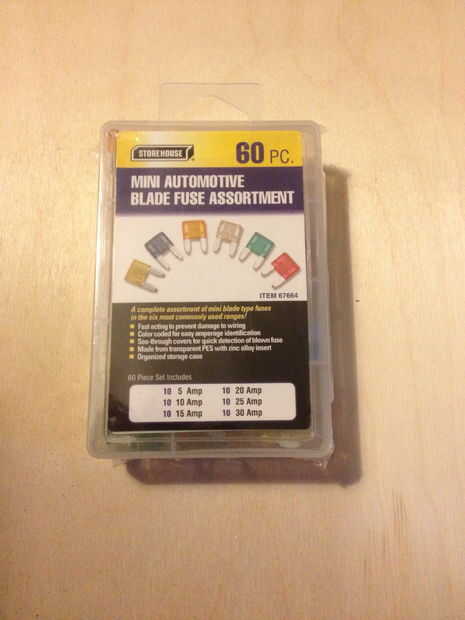 STOREHOUSE
60 PC.
MINI AUTOMOTIVE
BLADE FUSE ASSORTMENT
ITEM 67664
A complete assortment of mini blade type fuses
in the six most commonly used ranges!
Fast acting to prevent damage to wiring
Color coded for easy amperage identification
See-through covers for quick detection of blown fuse
Made from transparent PES with zinc alloy insert
Organized storage case
60 Piece Set Includes
10 5 Amp 10 20 Amp
10 10 Amp 10 25 Amp
10 15 Amp 10 30 Amp